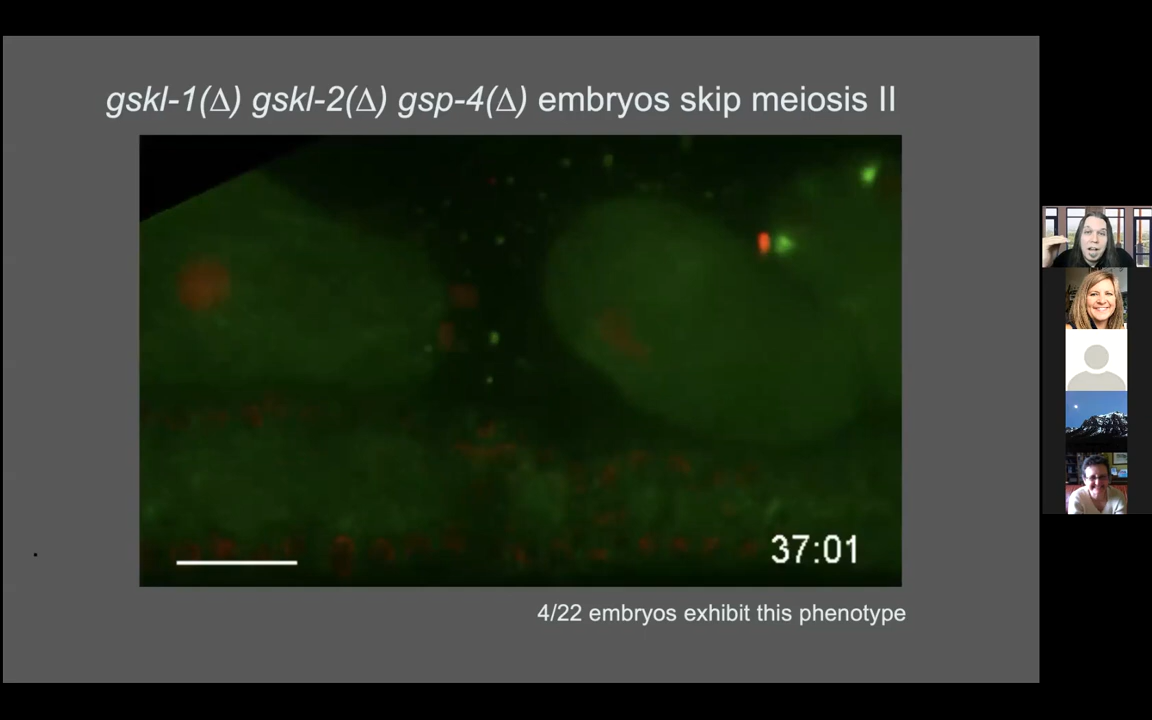 gskl-1(Δ) gskl-2(Δ) gsp-4(Δ) embryos skip meiosis II
37:01
4/22 embryos exhibit this phenotype